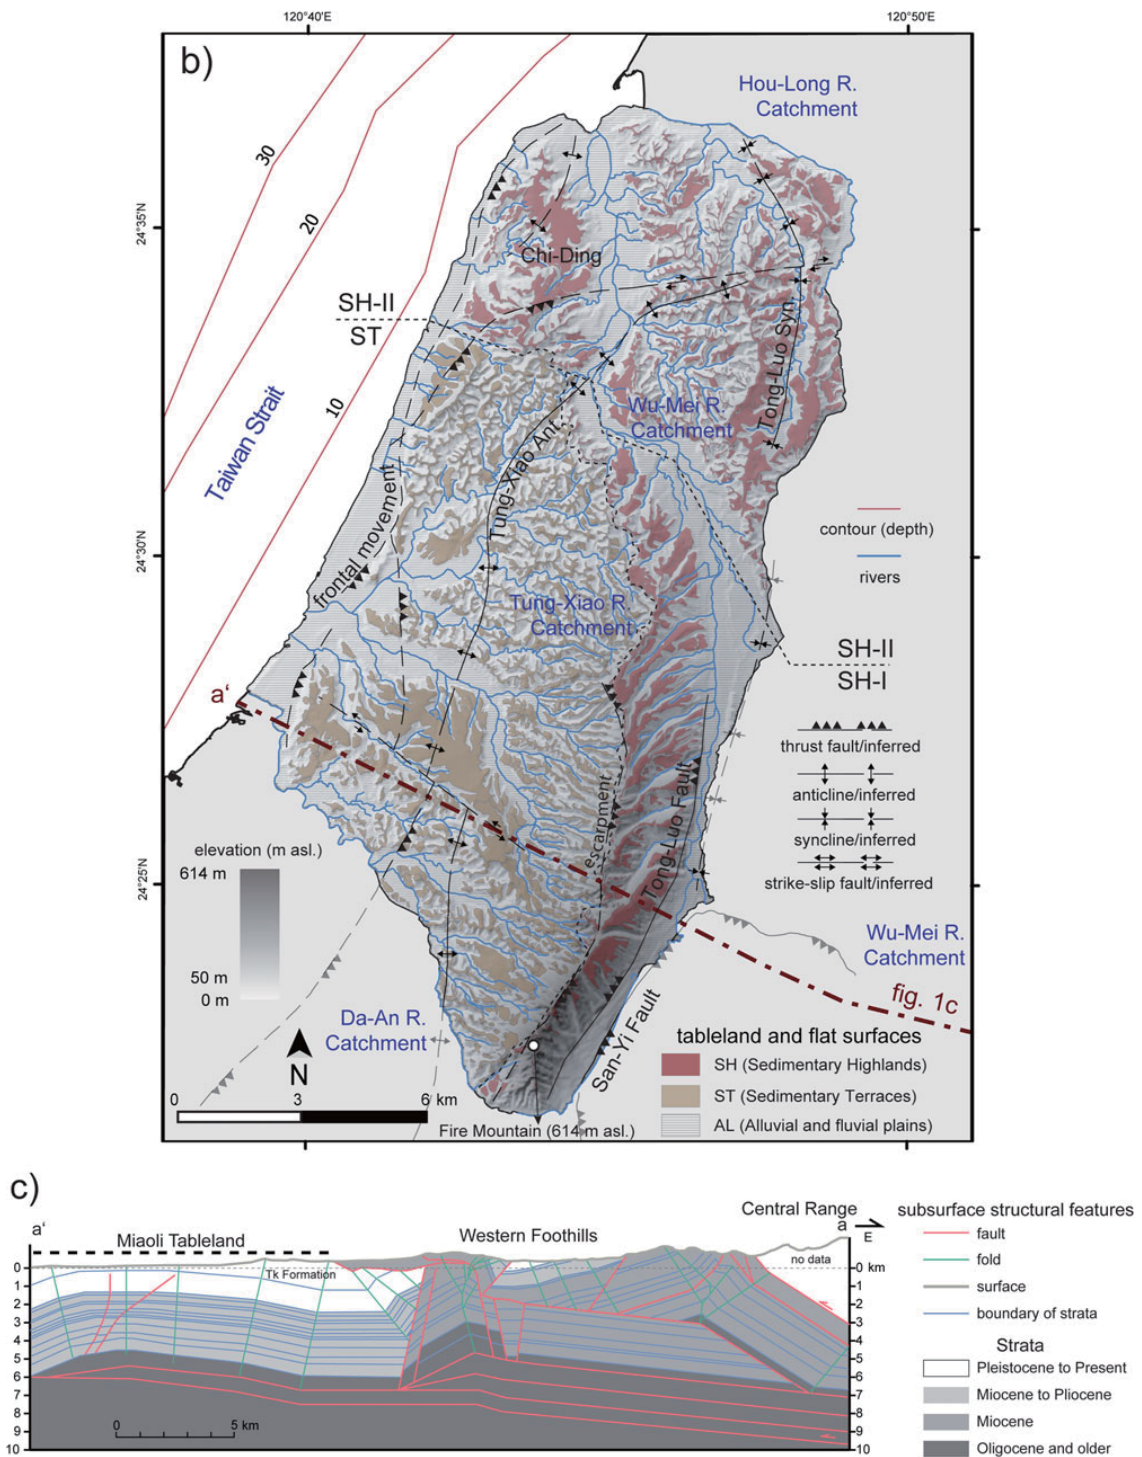 120°40'E
120°50'E
b)
Hou-Long R.
Catchment
30
20
10
24°35'N
24°30'N
24°25'N
Chi-Ding
SH-II
ST
Taiwan Strait
Tong-Luo Syn.
Wu-Mei R.
Catchment
Tung-Xiao Ant.
frontal movement
contour (depth)
rivers
Tung-Xiao R.
Catchment
SH-II
SH-I
a'
thrust fault/inferred
anticline/inferred
syncline/inferred
strike-slip fault/inferred
escarpment
Tong-Luo Fault
elevation (m asl.)
614 m
50 m
0 m
Wu-Mei R.
Catchment
fig. 1c
Da-An R.
Catchment
San-Yi Fault
N
0
3
6 km
tableland and flat surfaces
SH (Sedimentary Highlands)
ST (Sedimentary Terraces)
AL (Alluvial and fluvial plains)
Fire Mountain (614 m asl.)
c)
a'
Miaoli Tableland
Western Foothills
Central Range
a
E
no data
Tk Formation
0
1
2
3
4
5
6
7
8
9
10
0 km
1
2
3
4
5
6
7
8
9
10
0
5 km
subsurface structural features
fault
fold
surface
boundary of strata
Strata
Pleistocene to Present
Miocene to Pliocene
Miocene
Oligocene and older